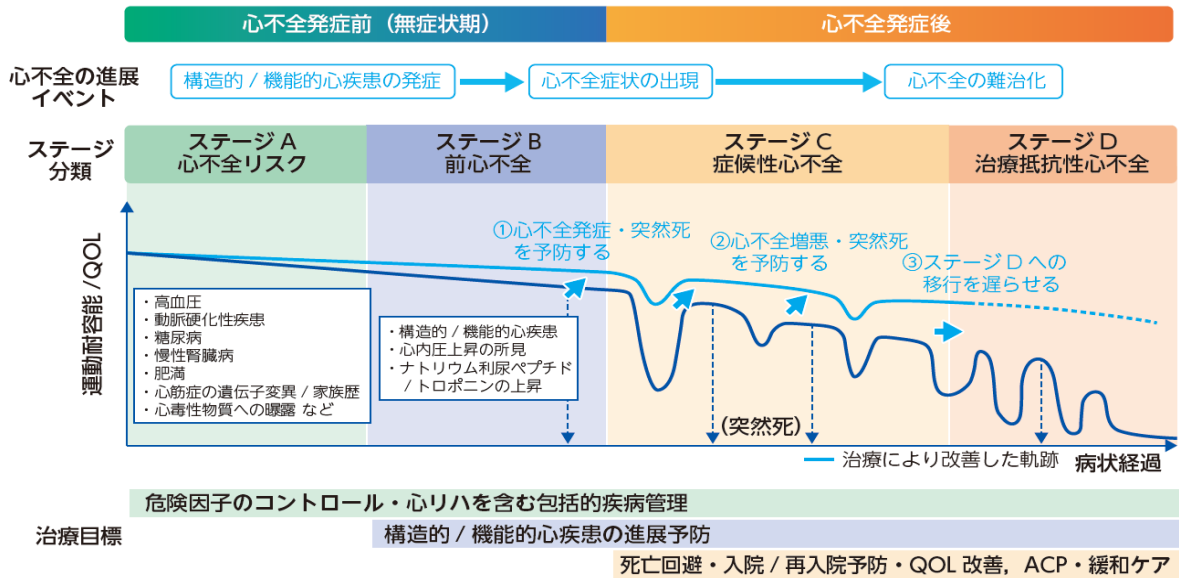 心不全発症前（無症状期）
心不全発症後
心不全の進展
イベント
構造的 / 機能的心疾患の発症
心不全症状の出現
心不全の難治化
ステージ
分類
ステージ A
心不全リスク
ステージ B
前心不全
ステージ C
症候性心不全
ステージ D
治療抵抗性心不全
運動耐容能/QOL
①心不全発症・突然死
を予防する
②心不全増悪・突然死
を予防する
③ステージ D への
移行を遅らせる
・高血圧
・動脈硬化性疾患
・糖尿病
・慢性腎臓病
・肥満
・心筋症の遺伝子変異 / 家族歴
・心毒性物質への曝露 など
・構造的 / 機能的心疾患
・心内圧上昇の所見
・ナトリウム利尿ペプチド
/ トロポニンの上昇
(突然死)
治療により改善した軌跡
病状経過
治療目標
危険因子のコントロール・心リハを含む包括的疾病管理
構造的 / 機能的心疾患の進展予防
死亡回避・入院 / 再入院予防・QOL 改善，ACP・緩和ケア